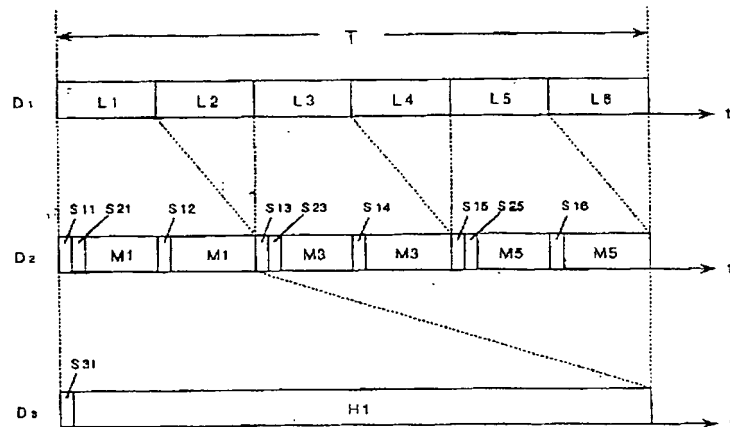 T
D1 L1 L2 L3 L4 L5 L6 t
S11 S21 S12 S13 S23 S14 S15 S25 S16
D2 M1 M1 M3 M3 M5 M5 t
S31
D3 H1